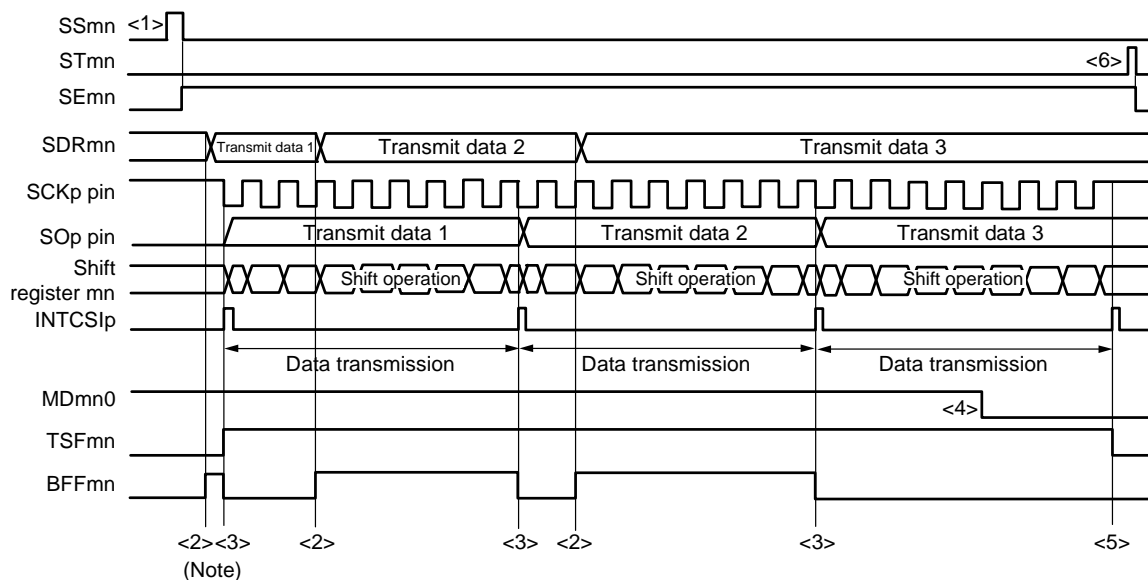 SSmn <1>
STmn <6>
SEmn
SDRmn Transmit data 1 Transmit data 2 Transmit data 3
SCKp pin
SOp pin Transmit data 1 Transmit data 2 Transmit data 3
Shift
register mn Shift operation Shift operation Shift operation
INTCSIp
Data transmission Data transmission Data transmission
MDmn0 <4>
TSFmn
BFFmn
<2> <3> <2> <3> <2> <3> <5>
(Note)